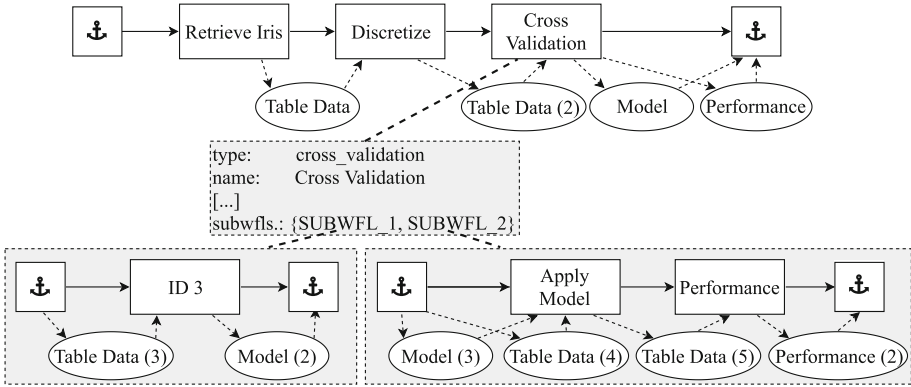 Retrieve Iris
Discretize
Cross
Validation
Table Data
Table Data (2)
Model
Performance
type: cross_validation
name: Cross Validation
[...]
subwfls.: {SUBWFL_1, SUBWFL_2}
ID 3
Apply
Model
Performance
Table Data (3)
Model (2)
Model (3)
Table Data (4)
Table Data (5)
Performance (2)